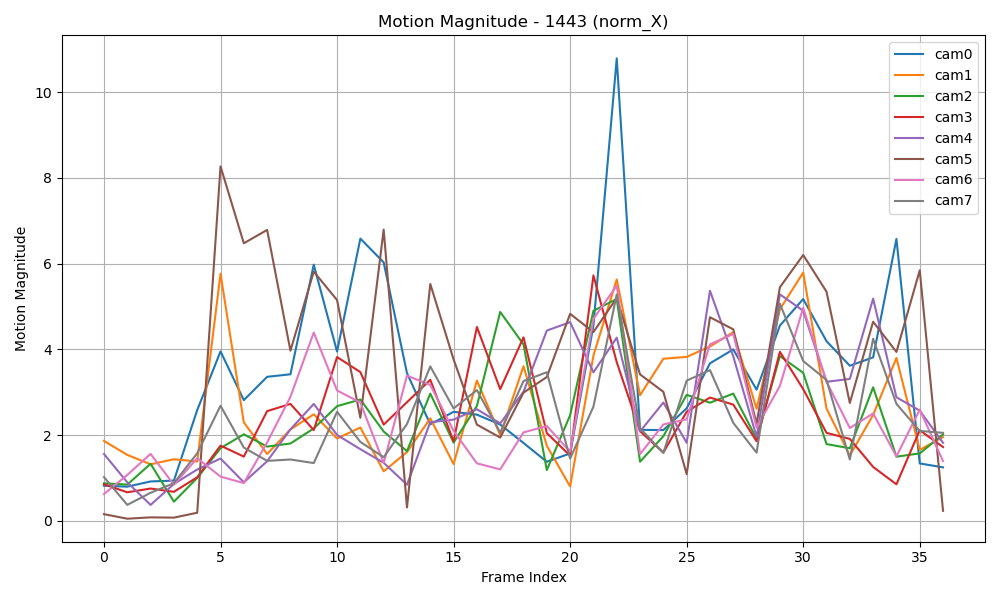 Motion Magnitude - 1443 (norm_X)
cam0
cam1
cam2
cam3
cam4
cam5
cam6
cam7
10
8
6
4
2
0
Motion Magnitude
0 5 10 15 20 25 30 35
Frame Index